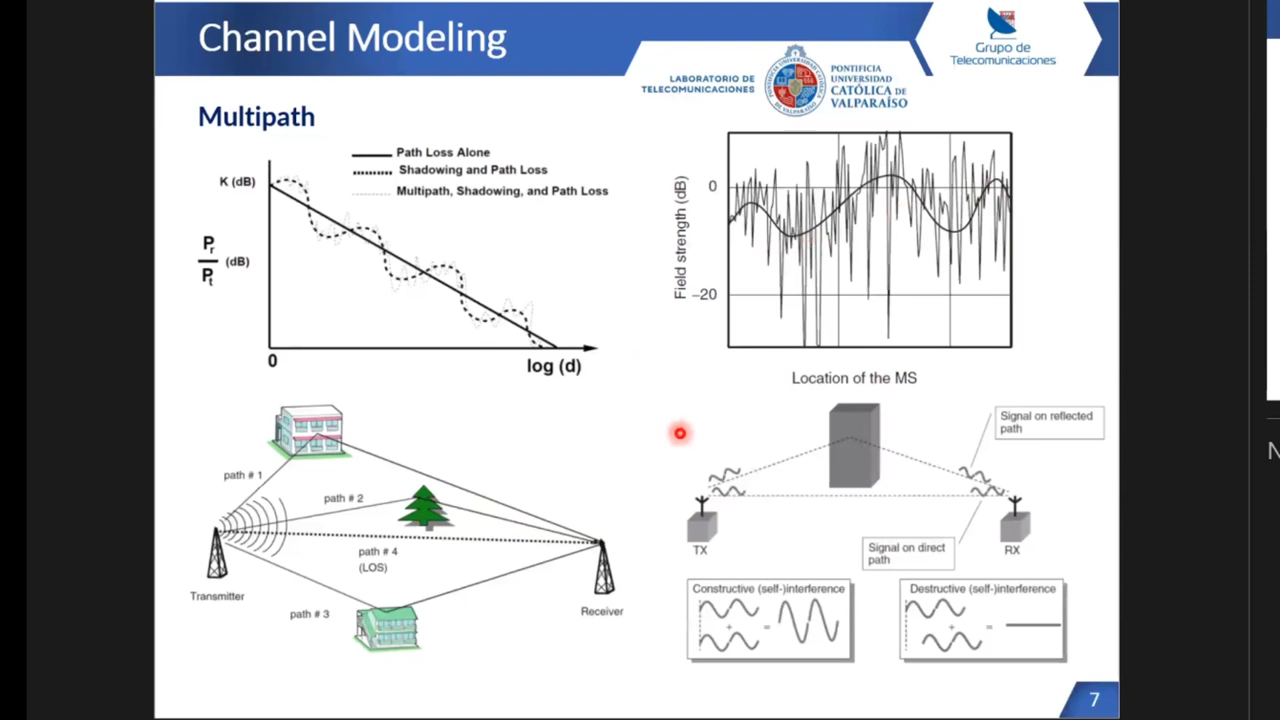 Channel Modeling
LABORATORIO DE
TELECOMUNICACIONES
PONTIFICIA
UNIVERSIDAD
CATÓLICA DE
VALPARAÍSO
Grupo de
Telecomunicaciones
Multipath
Path Loss Alone
Shadowing and Path Loss
Multipath, Shadowing, and Path Loss
K (dB)
Pr
Pt
(dB)
0
log (d)
Field strength (dB)
0
−20
Location of the MS
path # 1
path # 2
path # 4
(LOS)
path # 3
Transmitter
Receiver
Signal on reflected
path
TX
RX
Signal on direct
path
Constructive (self-)interference
+
=
Destructive (self-)interference
+
=
7
N